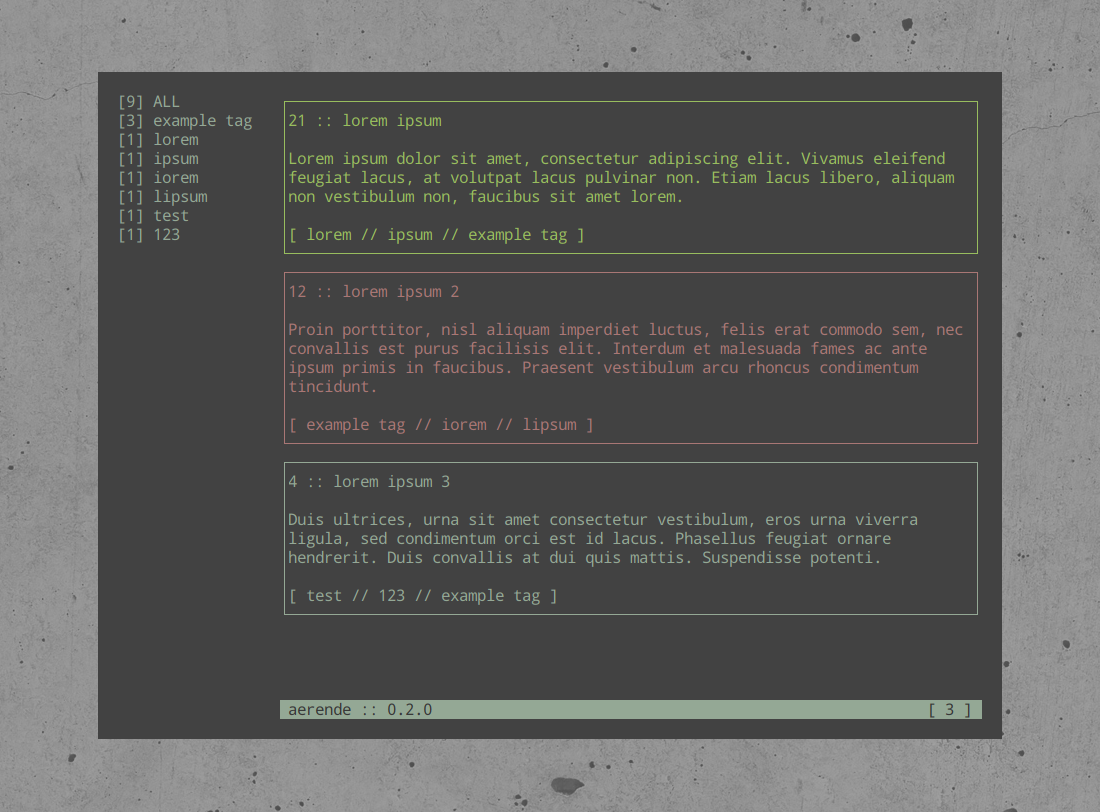 [9] ALL
[3] example tag
[1] lorem
[1] ipsum
[1] iorem
[1] lipsum
[1] test
[1] 123
21 :: lorem ipsum
Lorem ipsum dolor sit amet, consectetur adipiscing elit. Vivamus eleifend
feugiat lacus, at volutpat lacus pulvinar non. Etiam lacus libero, aliquam
non vestibulum non, faucibus sit amet lorem.
[ lorem // ipsum // example tag ]
12 :: lorem ipsum 2
Proin porttitor, nisl aliquam imperdiet luctus, felis erat commodo sem, nec
convallis est purus facilisis elit. Interdum et malesuada fames ac ante
ipsum primis in faucibus. Praesent vestibulum arcu rhoncus condimentum
tincidunt.
[ example tag // iorem // lipsum ]
4 :: lorem ipsum 3
Duis ultrices, urna sit amet consectetur vestibulum, eros urna viverra
ligula, sed condimentum orci est id lacus. Phasellus feugiat ornare
hendrerit. Duis convallis at dui quis mattis. Suspendisse potenti.
[ test // 123 // example tag ]
aerende :: 0.2.0 [ 3 ]